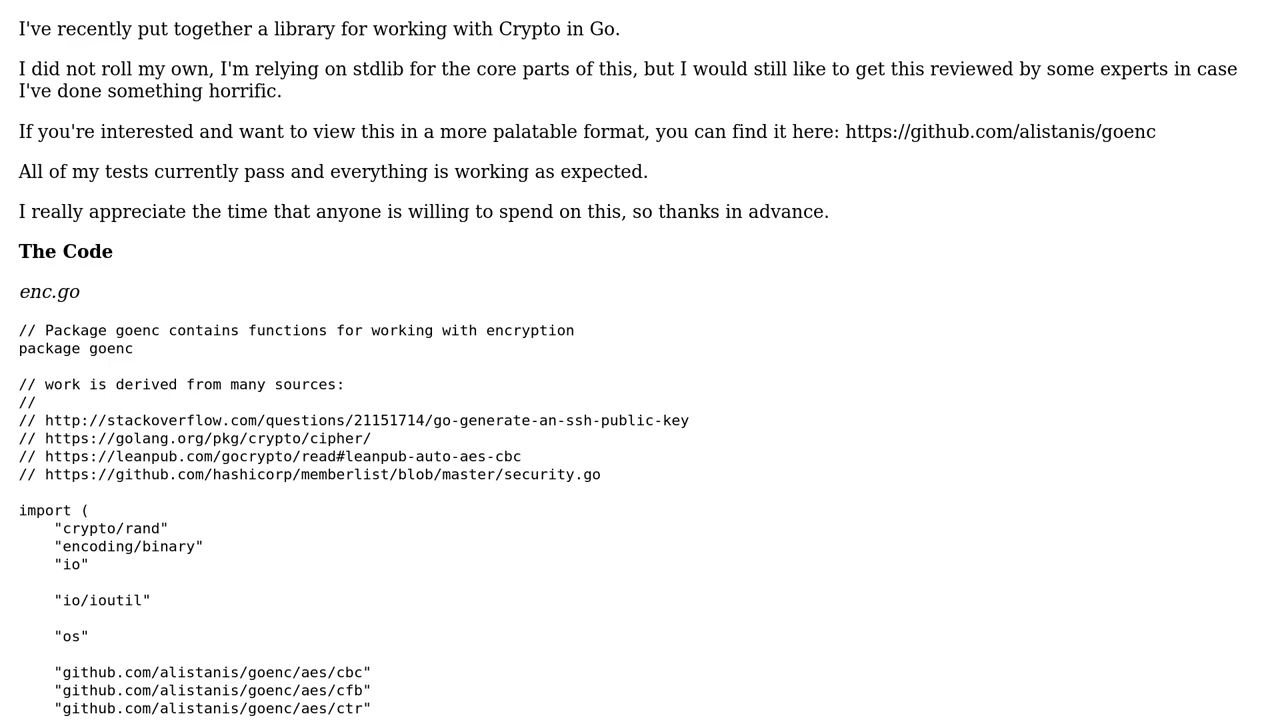 I've recently put together a library for working with Crypto in Go.
I did not roll my own, I'm relying on stdlib for the core parts of this, but I would still like to get this reviewed by some experts in case
I've done something horrific.
If you're interested and want to view this in a more palatable format, you can find it here: https://github.com/alistanis/goenc
All of my tests currently pass and everything is working as expected.
I really appreciate the time that anyone is willing to spend on this, so thanks in advance.
The Code
enc.go
// Package goenc contains functions for working with encryption
package goenc
// work is derived from many sources:
//
// http://stackoverflow.com/questions/21151714/go-generate-an-ssh-public-key
// https://golang.org/pkg/crypto/cipher/
// https://leanpub.com/gocrypto/read#leanpub-auto-aes-cbc
// https://github.com/hashicorp/memberlist/blob/master/security.go
import (
    "crypto/rand"
    "encoding/binary"
    "io"
    "io/ioutil"
    "os"
    "github.com/alistanis/goenc/aes/cbc"
    "github.com/alistanis/goenc/aes/cfb"
    "github.com/alistanis/goenc/aes/ctr"